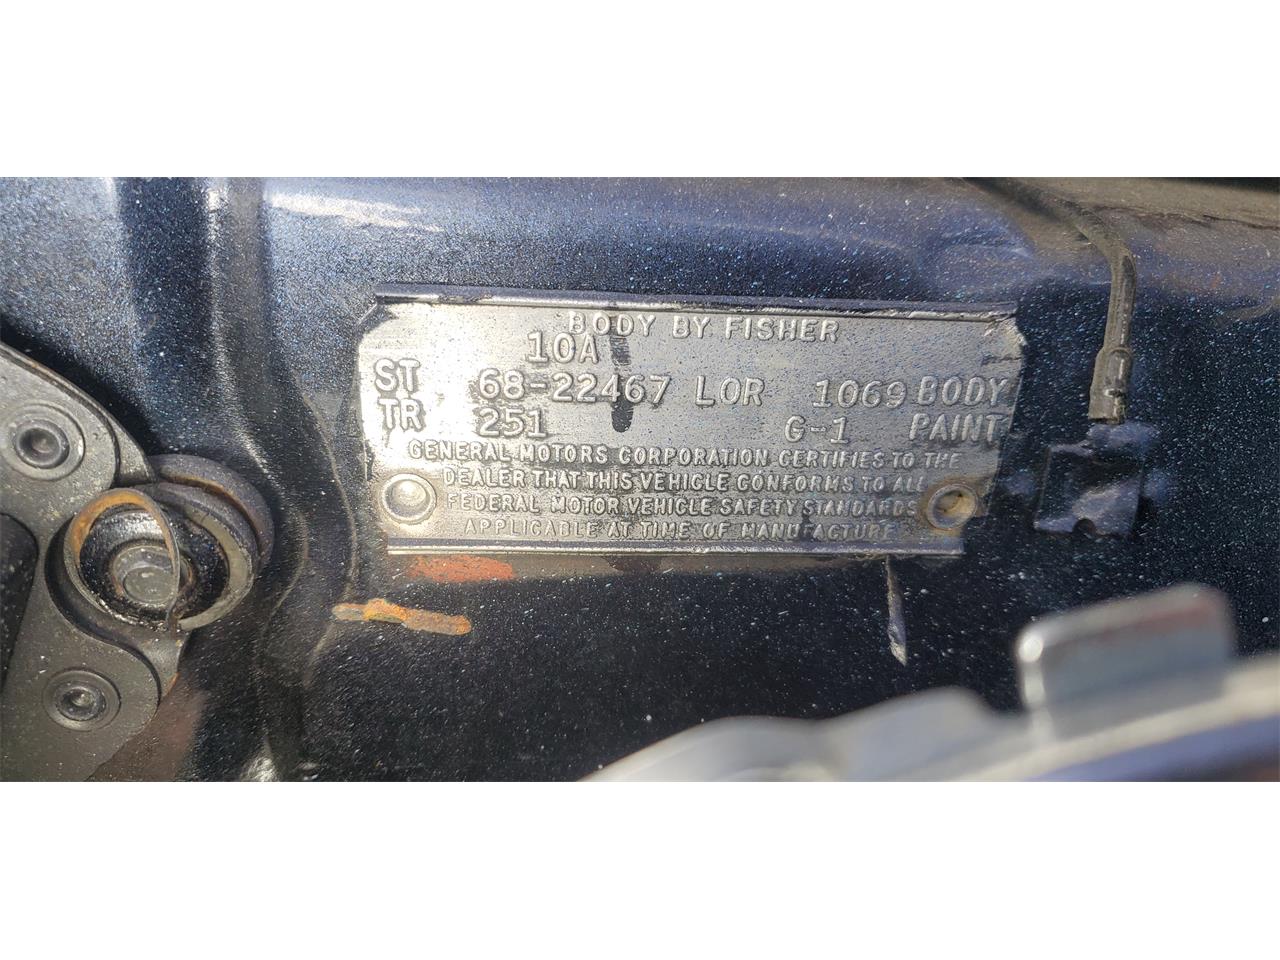 BODY BY FISHER
10A
ST 68-22467 LOR 1069 BODY
TR 251 G-1 PAINT
GENERAL MOTORS CORPORATION CERTIFIES TO THE
DEALER THAT THIS VEHICLE CONFORMS TO ALL
FEDERAL MOTOR VEHICLE SAFETY STANDARDS
APPLICABLE AT TIME OF MANUFACTURE